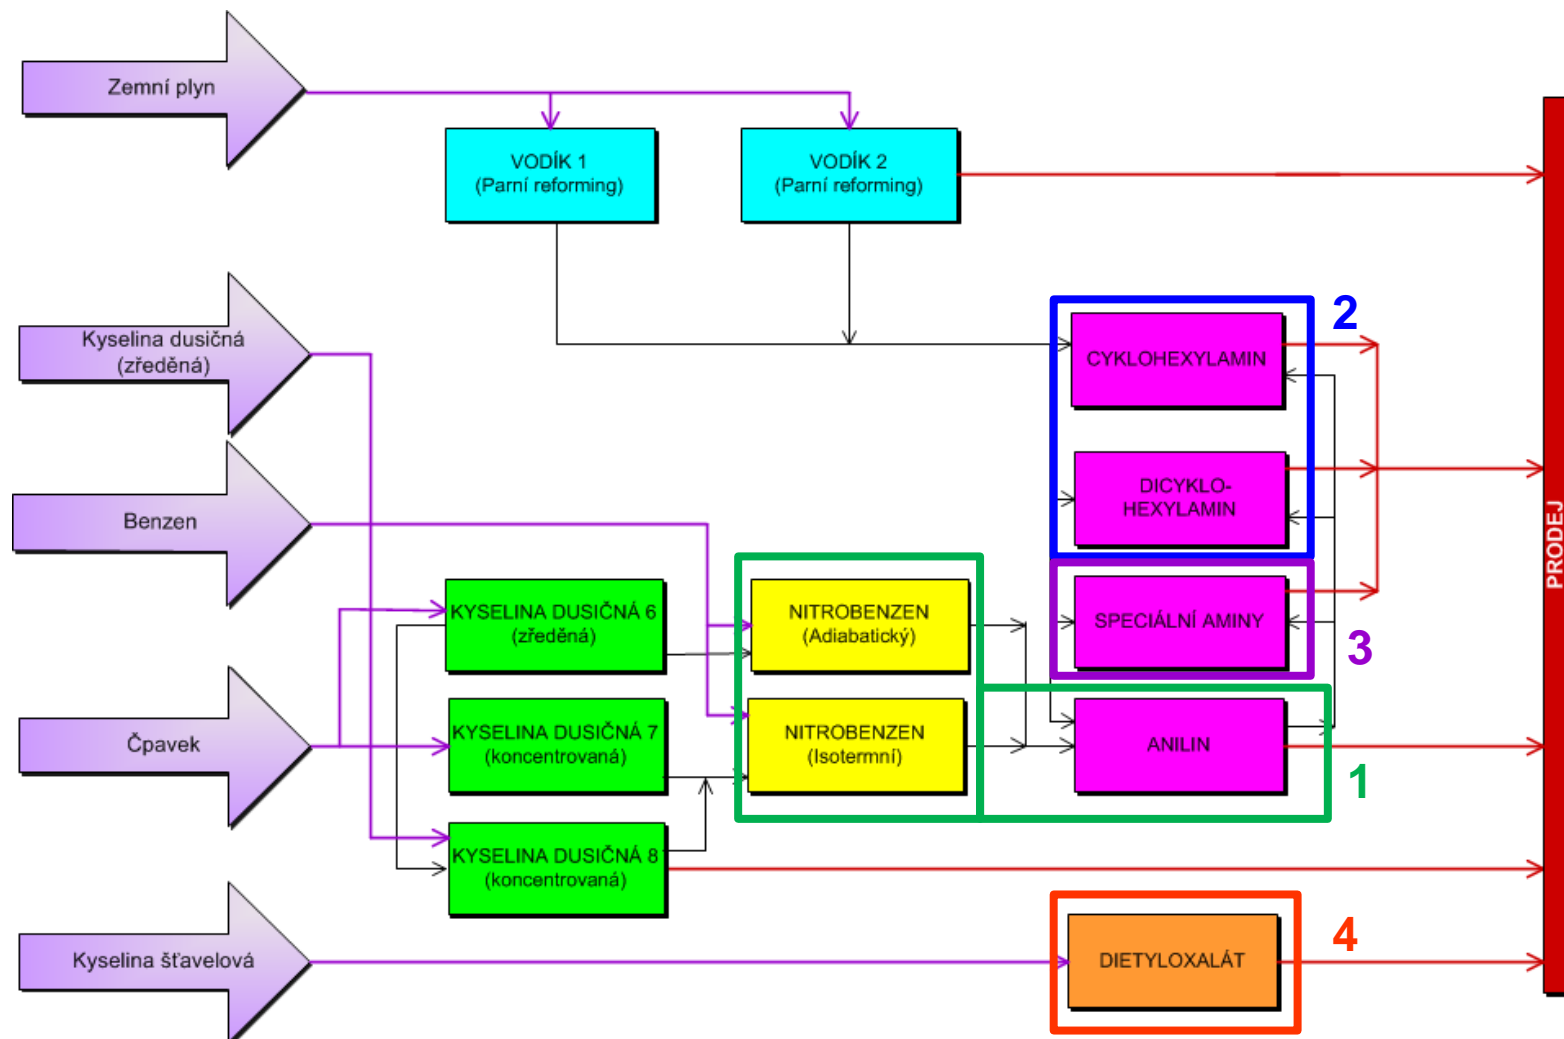 Zemní plyn
VODÍK 1
(Parní reforming)
VODÍK 2
(Parní reforming)
Kyselina dusičná
(zředěná)
CYKLOHEXYLAMIN
2
Benzen
DICYKLO-
HEXYLAMIN
PRODEJ
KYSELINA DUSIČNÁ 6
(zředěná)
NITROBENZEN
(Adiabatický)
SPECIÁLNÍ AMINY
3
Čpavek
KYSELINA DUSIČNÁ 7
(koncentrovaná)
NITROBENZEN
(Isotermní)
ANILIN
1
KYSELINA DUSIČNÁ 8
(koncentrovaná)
Kyselina šťavelová
DIETYLOXALÁT
4